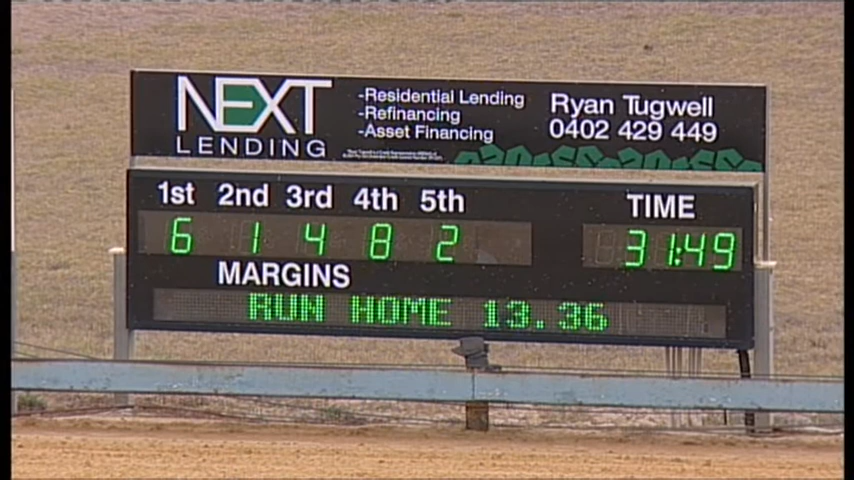 NEXT
LENDING
-Residential Lending
-Refinancing
-Asset Financing
Ryan Tugwell
0402 429 449
1st 2nd 3rd 4th 5th TIME
6 1 4 8 2 31:49
MARGINS
RUN HOME 13.36